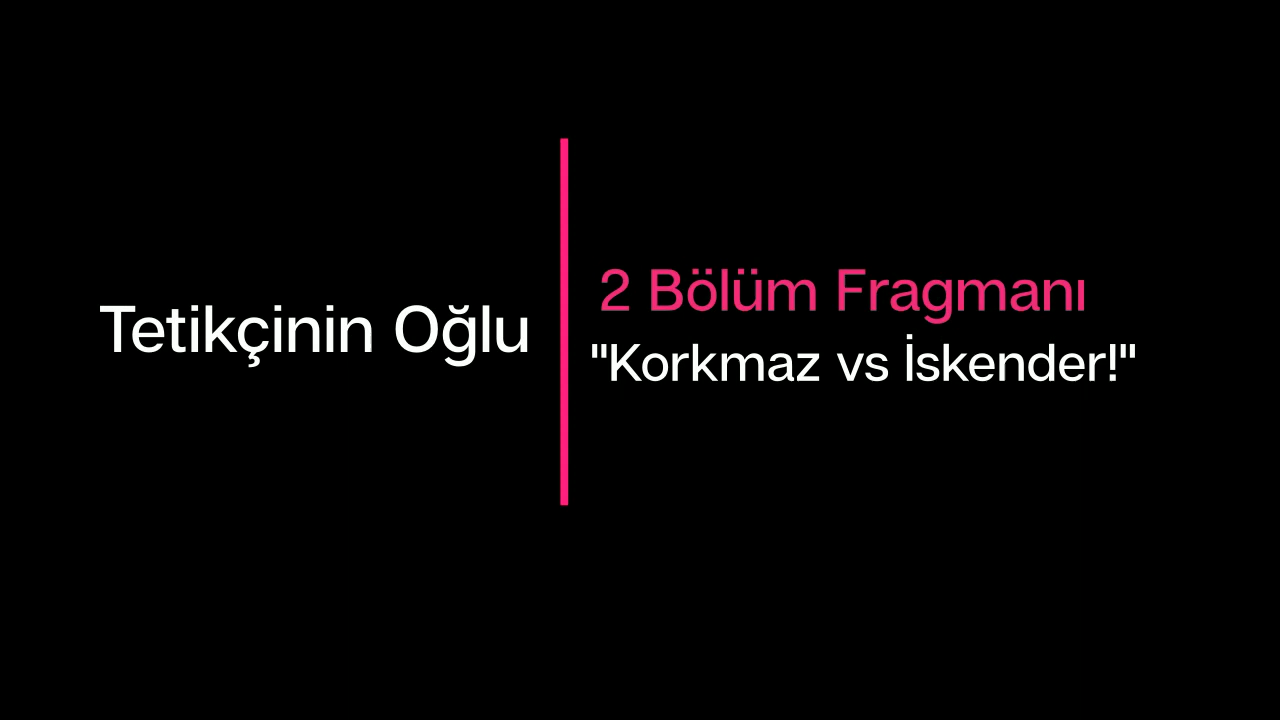 Tetikçinin Oğlu
2 Bölüm Fragmanı
"Korkmaz vs İskender!"